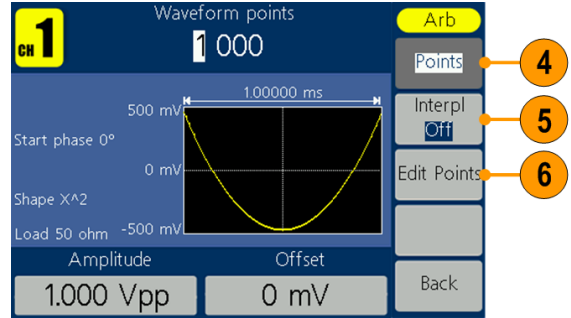 CH 1
Waveform points
1 000
1.00000 ms
500 mV
Start phase 0°
0 mV
Shape X^2
Load 50 ohm
-500 mV
Amplitude
1.000 Vpp
Offset
0 mV
Arb
Points
4
Interpl
Off
5
Edit Points
6
Back